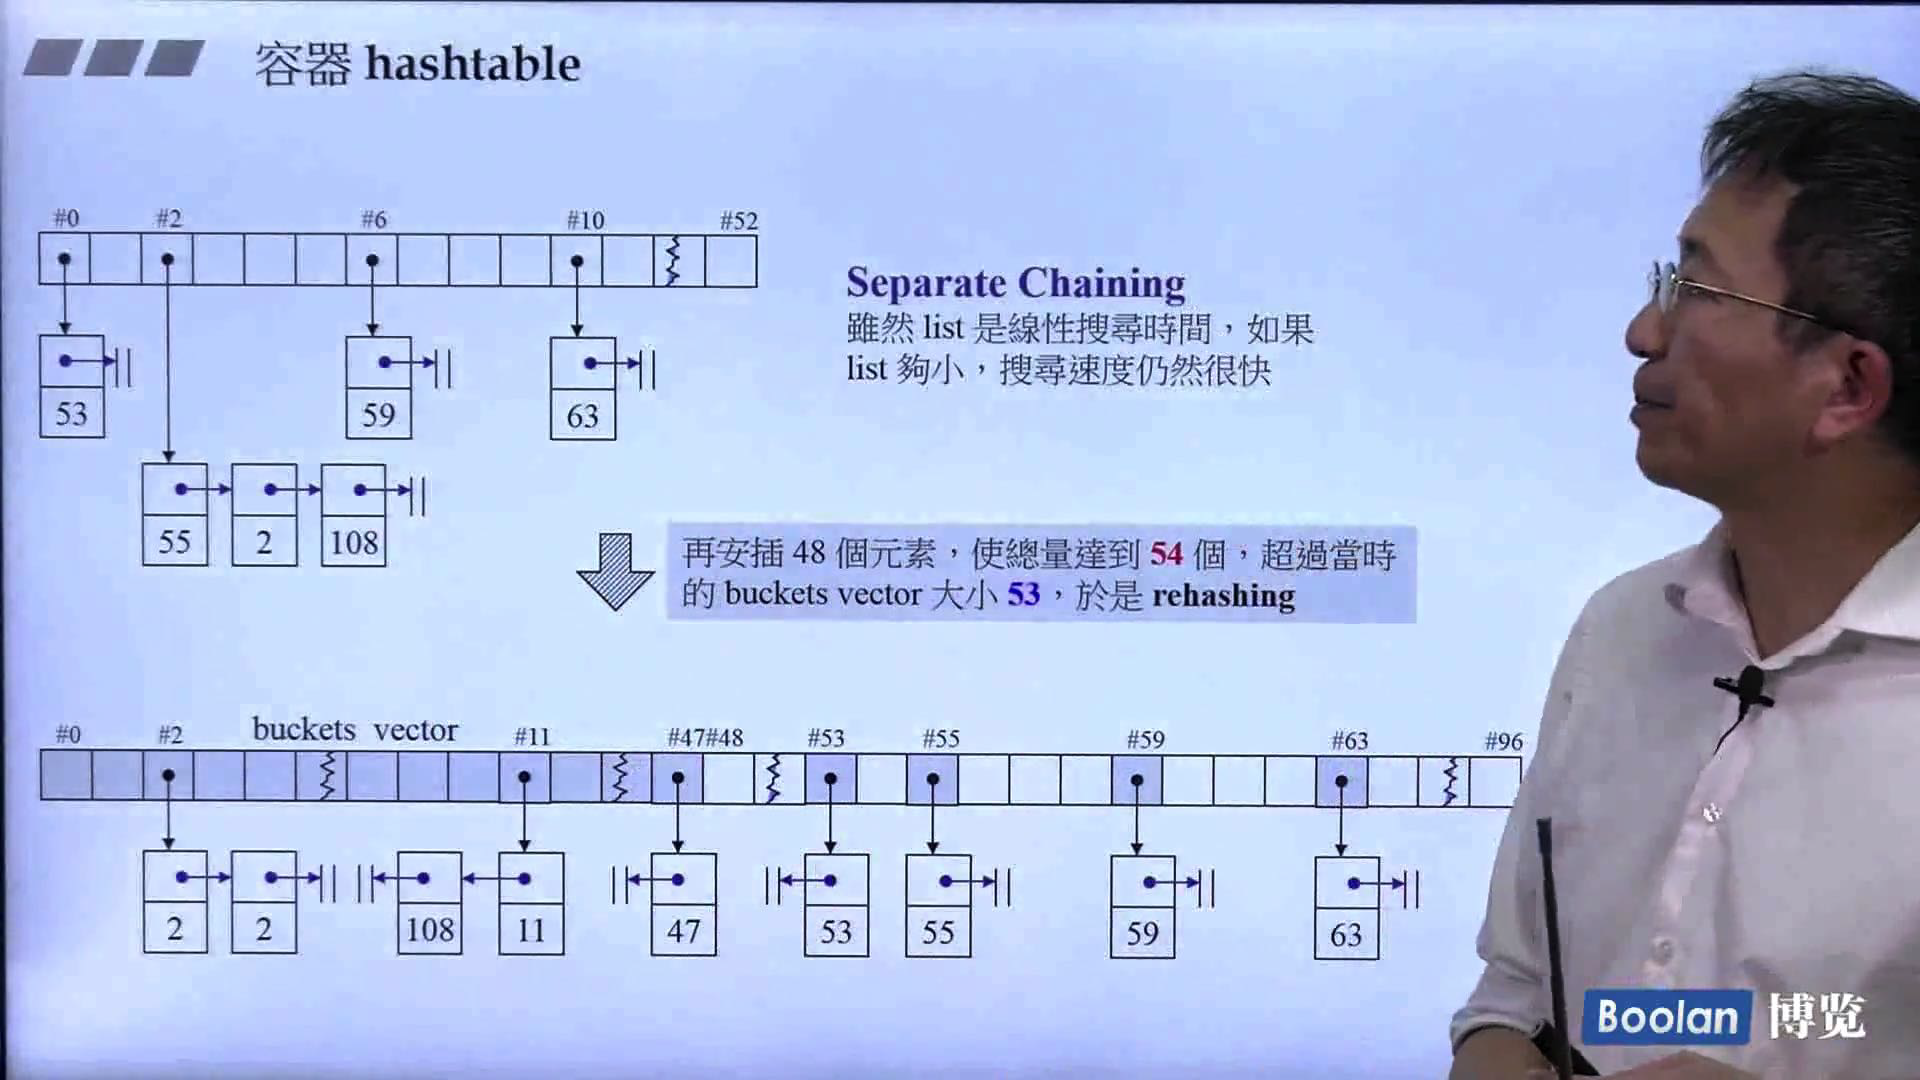 容器 hashtable
#0 #2 #6 #10 #52
Separate Chaining
雖然 list 是線性搜尋時間，如果
list 夠小，搜尋速度仍然很快
53 59 63
55 2 108
再安插 48 個元素，使總量達到 54 個，超過當時
的 buckets vector 大小 53，於是 rehashing
#0 #2 buckets vector #11 #47#48 #53 #55 #59 #63 #96
2 2 108 11 47 53 55 59 63
Boolan 博览